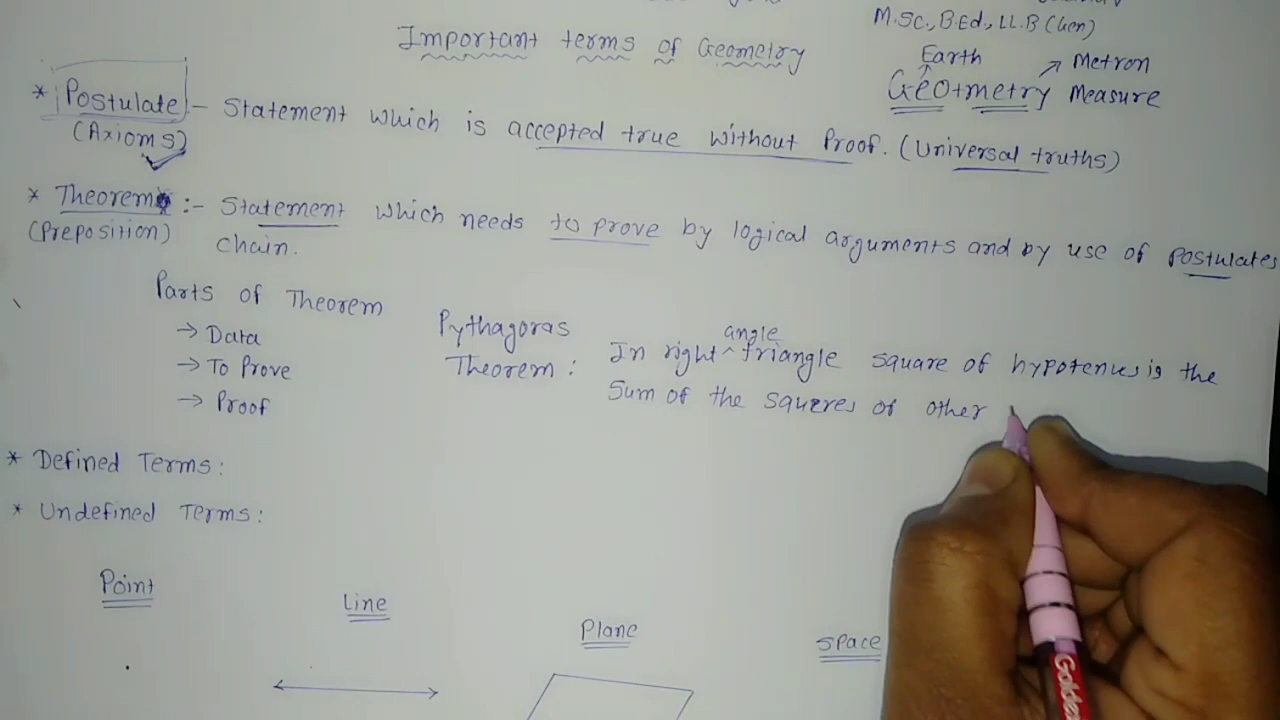 M.Sc., B.Ed., LL.B (Gen)
Important terms of Geometry
Earth
Metron
Geo+metry Measure
* Postulate :- Statement which is accepted true without Proof. (Universal truths)
(Axioms)
* Theorem :- Statement which needs to prove by logical arguments and by use of postulates
(Preposition) chain.
Parts of Theorem
→ Data
→ To Prove
→ Proof
Pythagoras
Theorem :
angle
In right ^ triangle square of hypotenus is the
Sum of the squares of other
* Defined Terms:
* Undefined Terms:
Point
Line
Plane
Space
Golden